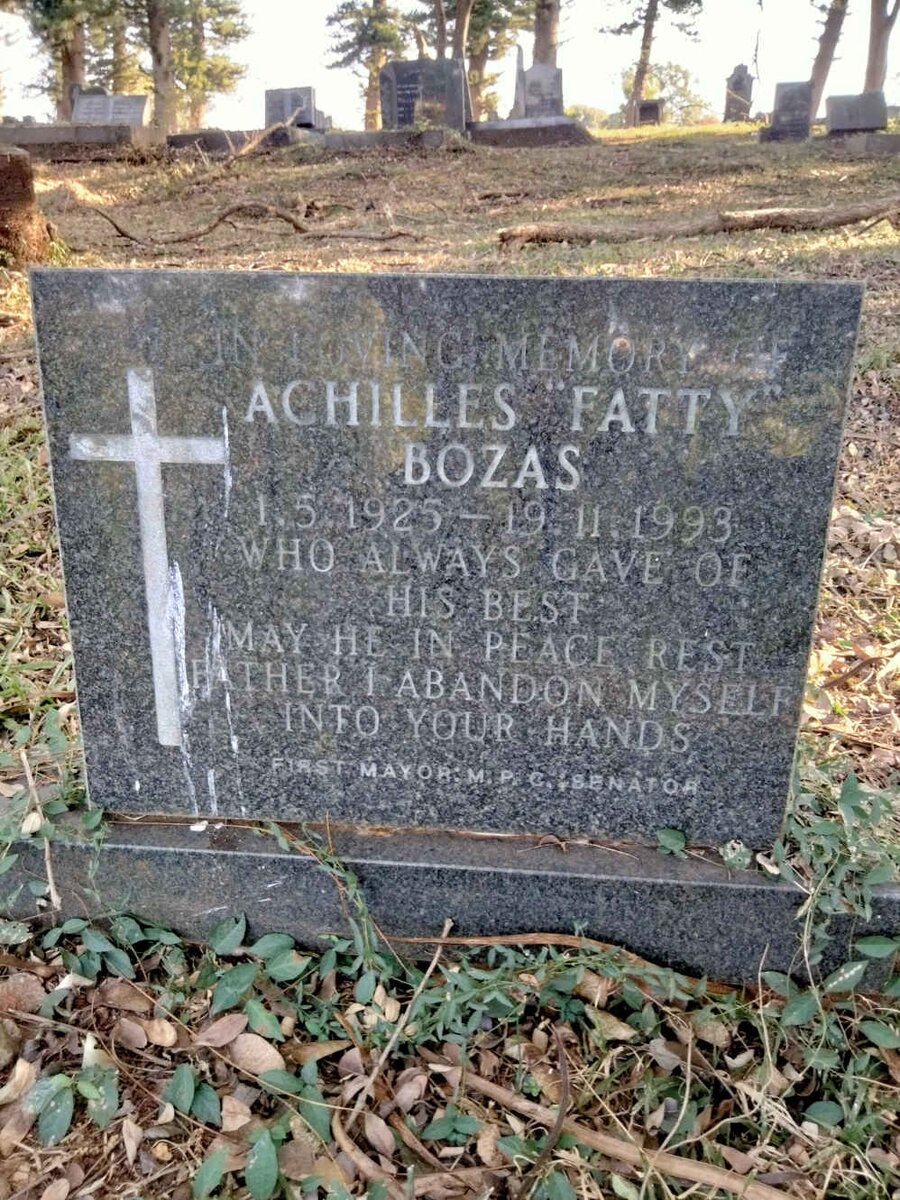 IN LOVING MEMORY OF
ACHILLES "FATTY"
BOZAS
1.5.1925 – 19.11.1993
WHO ALWAYS GAVE OF
HIS BEST
MAY HE IN PEACE REST
FATHER I ABANDON MYSELF
INTO YOUR HANDS
FIRST MAYOR. M.P.C. SENATOR